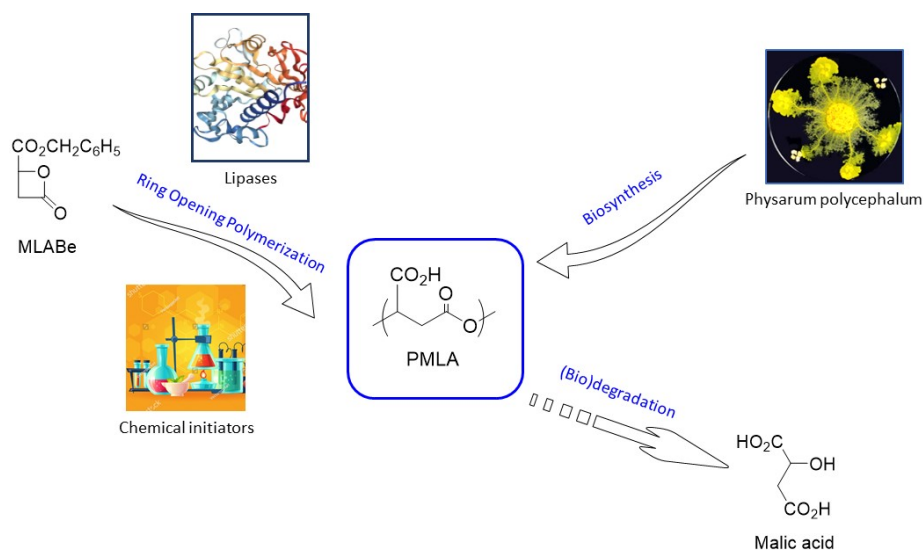 Lipases
CO₂CH₂C₆H₅
O
O
MLABe
Ring Opening Polymerization
Biosynthesis
Physarum polycephalum
CO₂H
O
O
PMLA
Chemical initiators
(Bio)degradation
HO₂C
OH
CO₂H
Malic acid